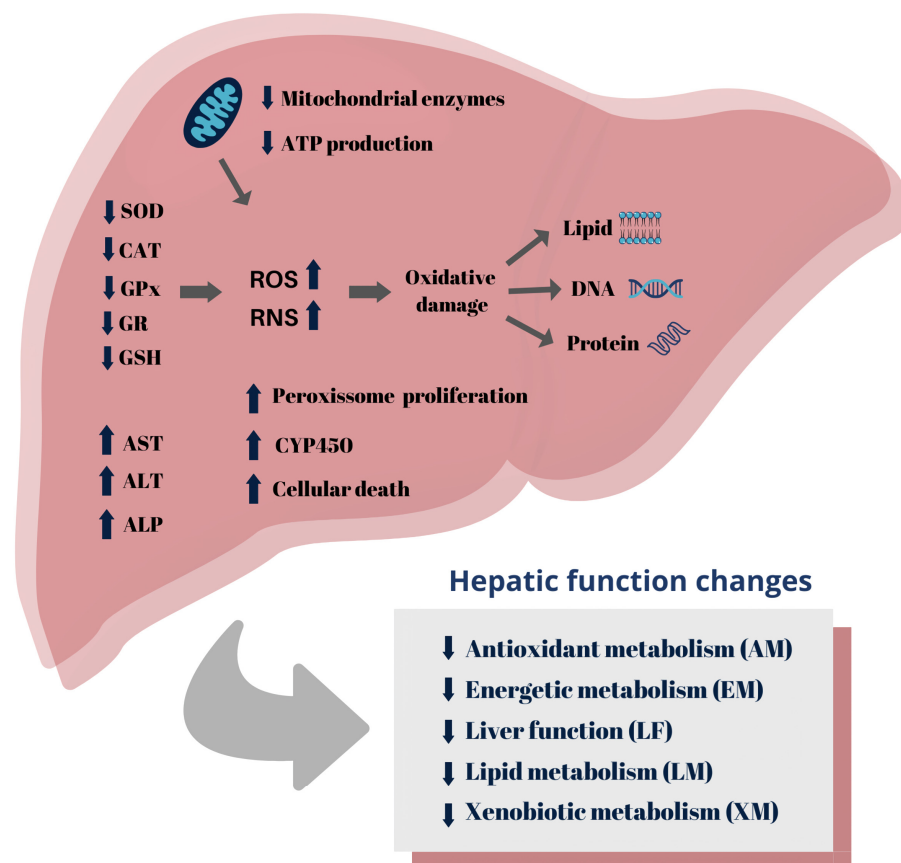 Mitochondrial enzymes
ATP production
SOD
CAT
GPx
GR
GSH
ROS
RNS
Oxidative
damage
Lipid
DNA
Protein
Peroxissome proliferation
CYP450
Cellular death
AST
ALT
ALP
Hepatic function changes
Antioxidant metabolism (AM)
Energetic metabolism (EM)
Liver function (LF)
Lipid metabolism (LM)
Xenobiotic metabolism (XM)